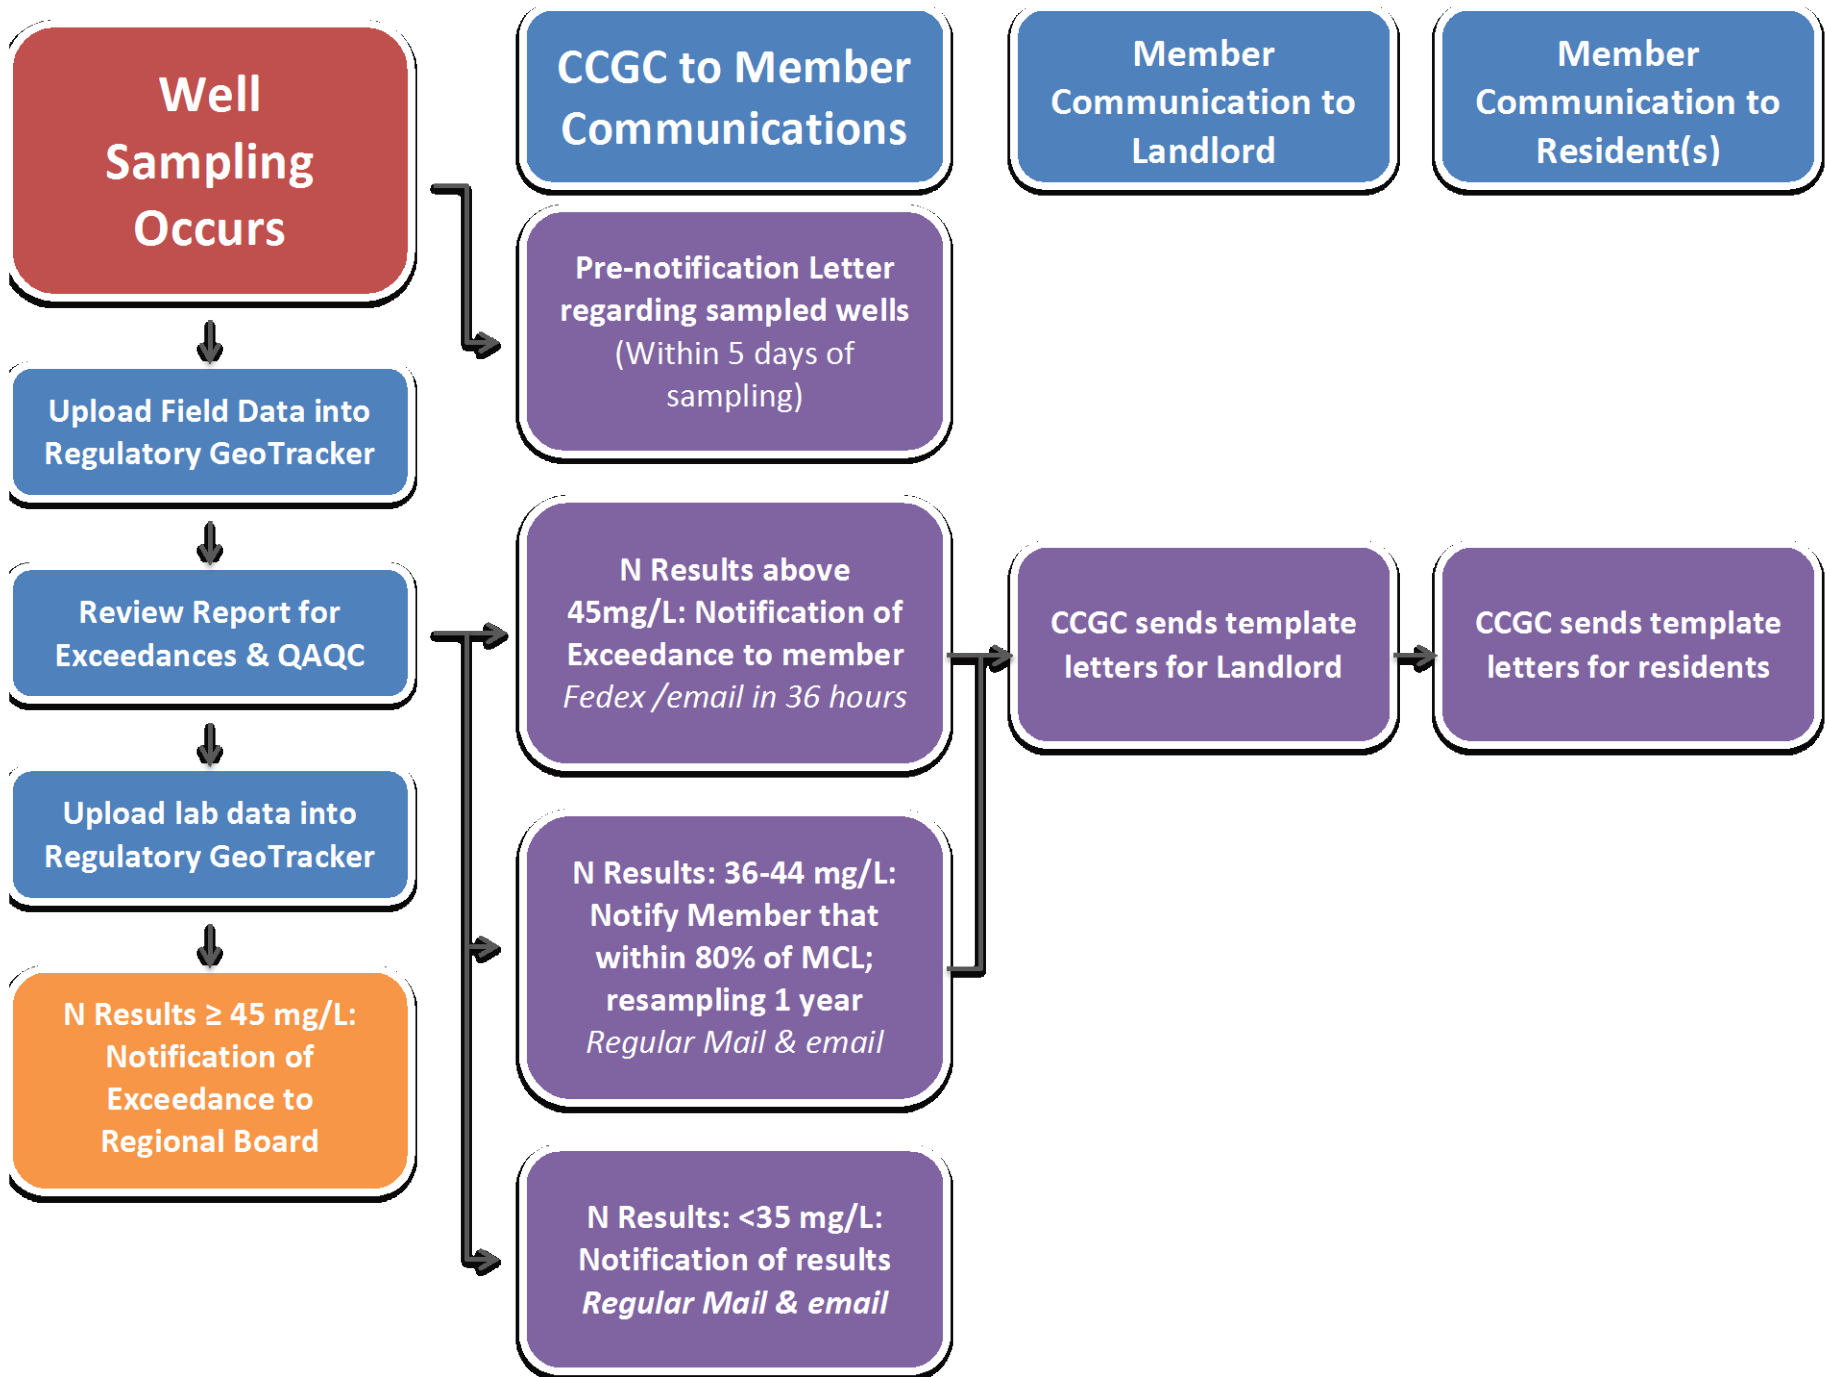 Well
Sampling
Occurs
Upload Field Data into
Regulatory GeoTracker
Review Report for
Exceedances & QAQC
Upload lab data into
Regulatory GeoTracker
N Results ≥ 45 mg/L:
Notification of
Exceedance to
Regional Board
CCGC to Member
Communications
Pre-notification Letter
regarding sampled wells
(Within 5 days of
sampling)
N Results above
45mg/L: Notification of
Exceedance to member
Fedex /email in 36 hours
N Results: 36-44 mg/L:
Notify Member that
within 80% of MCL;
resampling 1 year
Regular Mail & email
N Results: <35 mg/L:
Notification of results
Regular Mail & email
Member
Communication to
Landlord
CCGC sends template
letters for Landlord
Member
Communication to
Resident(s)
CCGC sends template
letters for residents